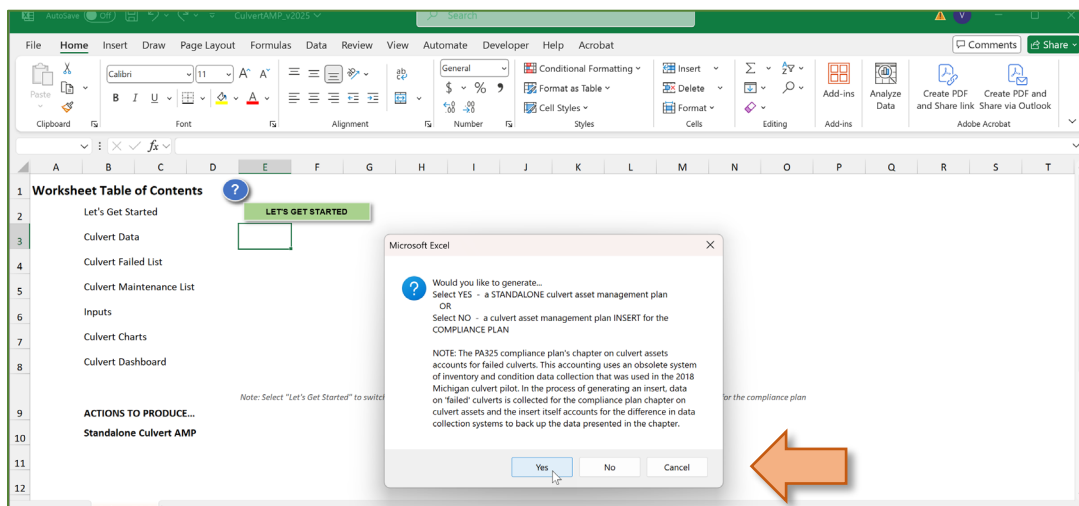 AutoSave Off CulvertAMP_v2025 Search V
File Home Insert Draw Page Layout Formulas Data Review View Automate Developer Help Acrobat Comments Share
Paste
Calibri 11 A^ A˅ ab General Conditional Formatting Insert Σ Add-ins Analyze Data Create PDF and Share link Create PDF and Share via Outlook
B I U A $ % 9 Format as Table Delete
Cell Styles Format
Clipboard Font Alignment Number Styles Cells Editing Add-ins Adobe Acrobat
fx
A B C D E F G H I J K L M N O P Q R S T
1 Worksheet Table of Contents ?
2 Let's Get Started LET'S GET STARTED
3 Culvert Data
4 Culvert Failed List
5 Culvert Maintenance List
6 Inputs
7 Culvert Charts
8 Culvert Dashboard
Note: Select "Let's Get Started" to switch or the compliance plan
9 ACTIONS TO PRODUCE...
10 Standalone Culvert AMP
11
12
Microsoft Excel
?
Would you like to generate...
Select YES - a STANDALONE culvert asset management plan
OR
Select NO - a culvert asset management plan INSERT for the
COMPLIANCE PLAN
NOTE: The PA325 compliance plan's chapter on culvert assets
accounts for failed culverts. This accounting uses an obsolete system
of inventory and condition data collection that was used in the 2018
Michigan culvert pilot. In the process of generating an insert, data
on 'failed' culverts is collected for the compliance plan chapter on
culvert assets and the insert itself accounts for the difference in data
collection systems to back up the data presented in the chapter.
Yes No Cancel